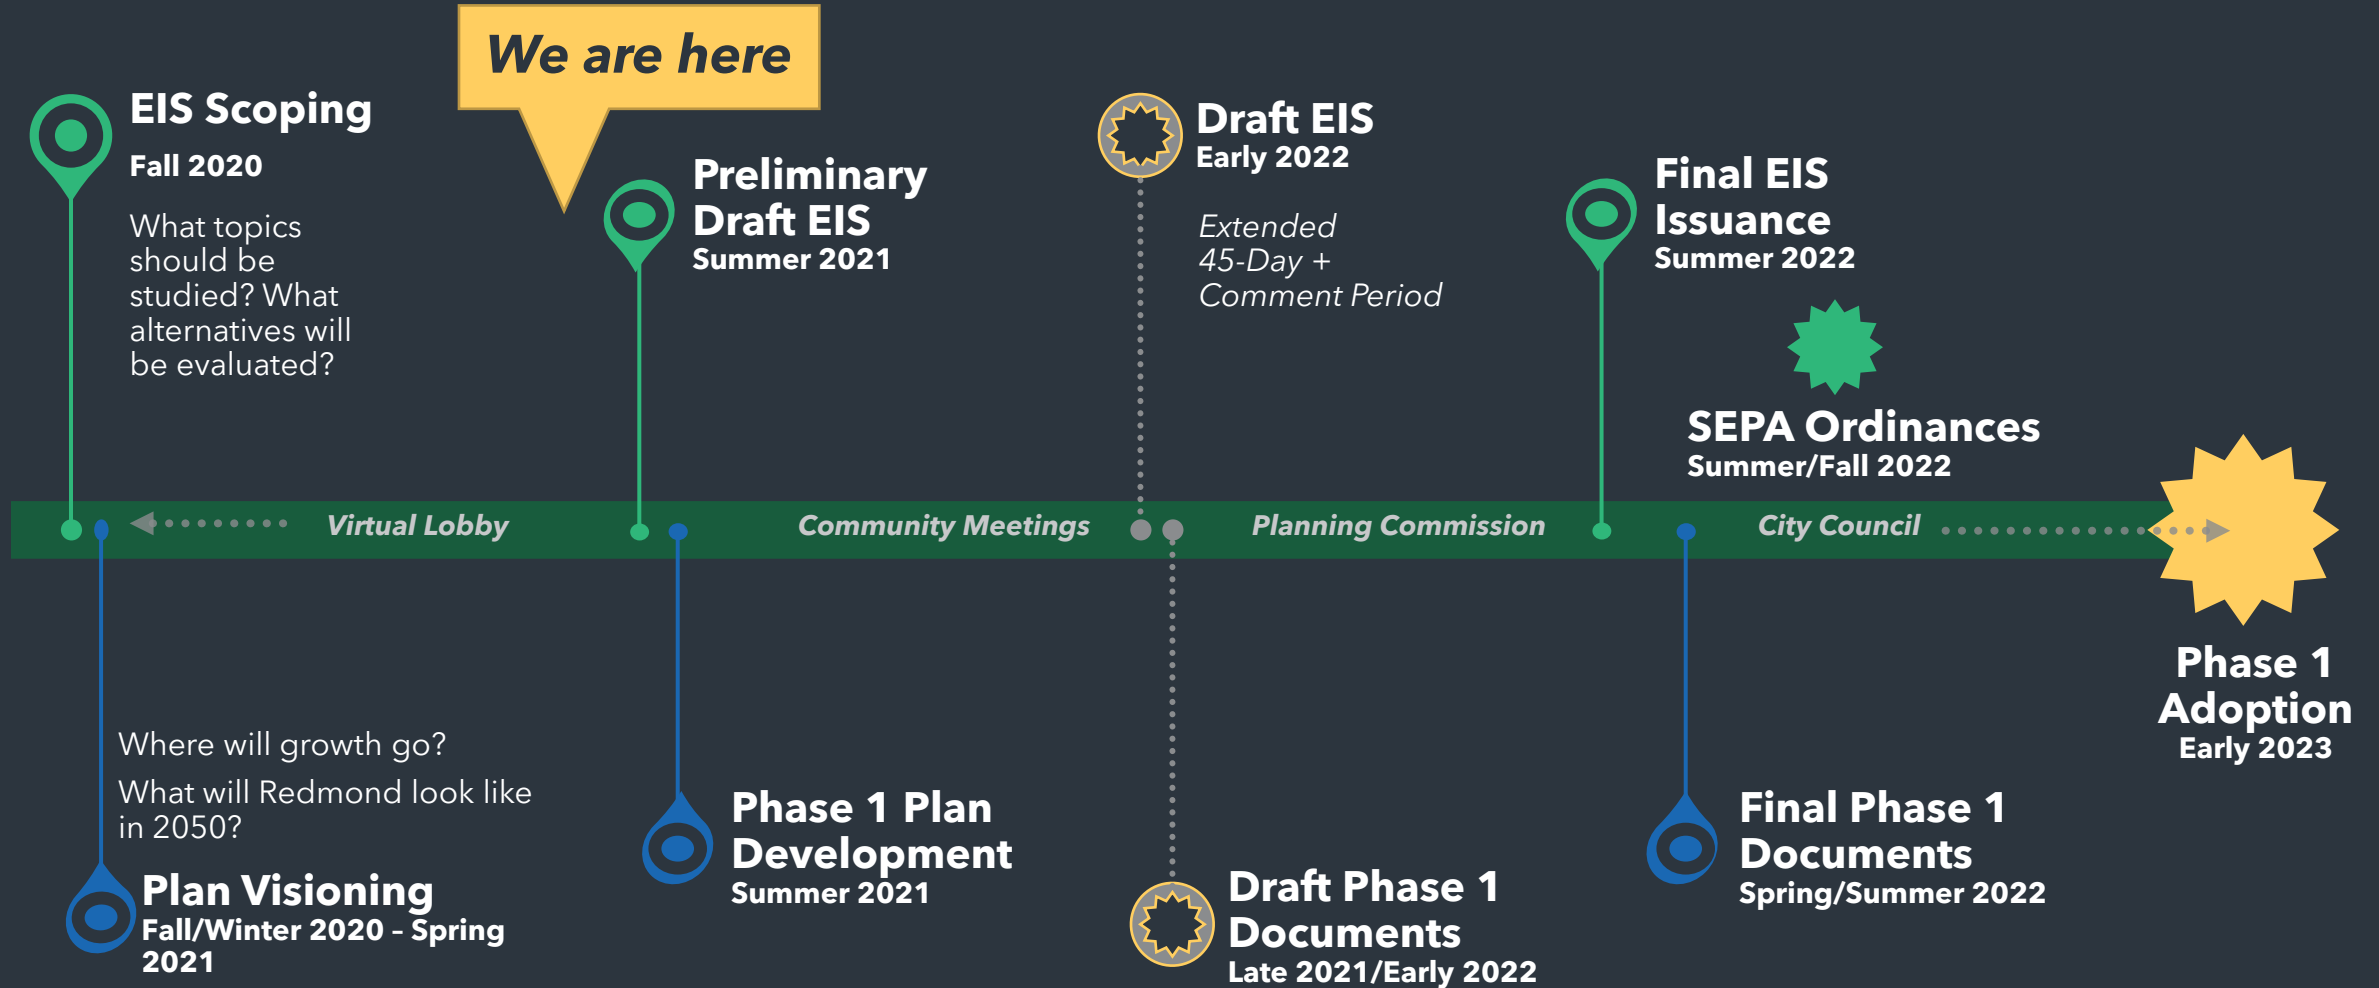 We are here
EIS Scoping
Fall 2020
What topics
should be
studied? What
alternatives will
be evaluated?
Preliminary
Draft EIS
Summer 2021
Draft EIS
Early 2022
Extended
45-Day +
Comment Period
Final EIS
Issuance
Summer 2022
SEPA Ordinances
Summer/Fall 2022
Virtual Lobby
Community Meetings
Planning Commission
City Council
Phase 1
Adoption
Early 2023
Where will growth go?
What will Redmond look like
in 2050?
Plan Visioning
Fall/Winter 2020 – Spring
2021
Phase 1 Plan
Development
Summer 2021
Draft Phase 1
Documents
Late 2021/Early 2022
Final Phase 1
Documents
Spring/Summer 2022